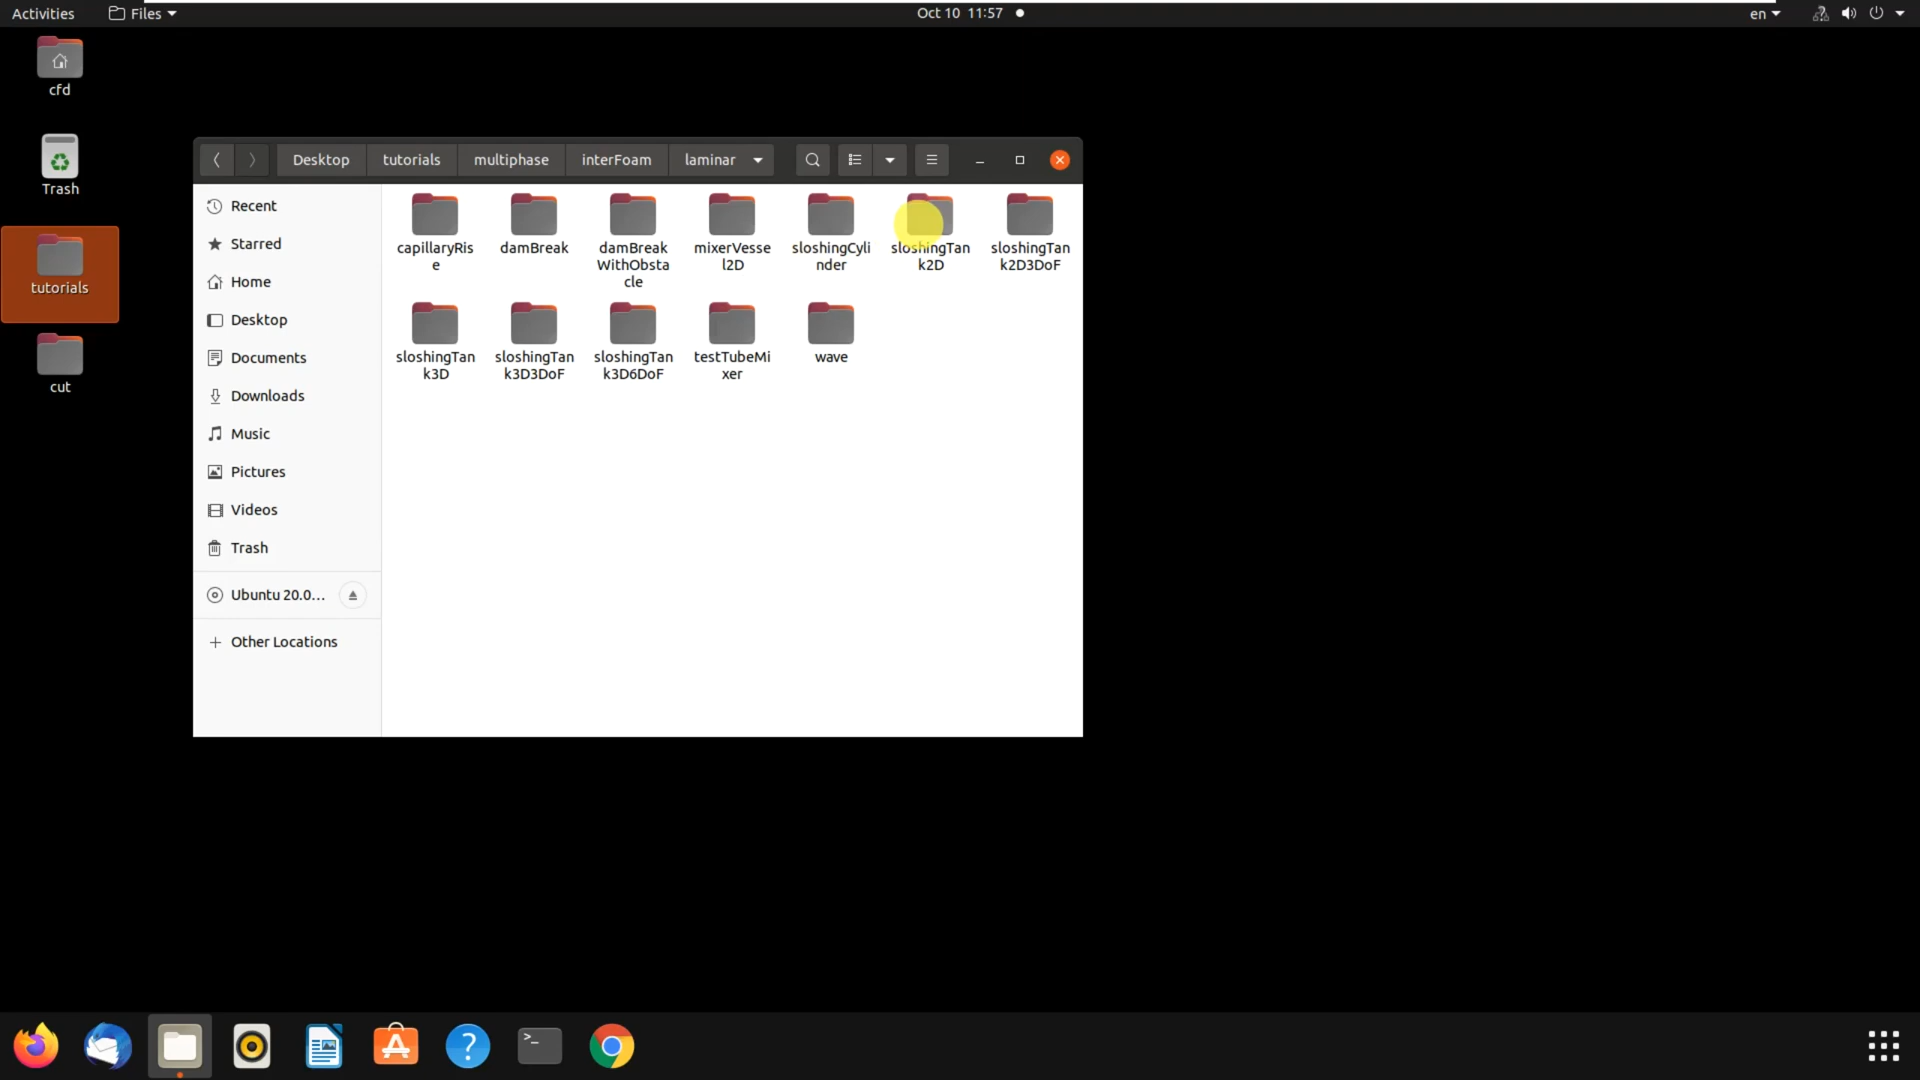 Activities
Files
Oct 10 11:57
en
cfd
Trash
tutorials
cut
Desktop
tutorials
multiphase
interFoam
laminar
Recent
Starred
Home
Desktop
Documents
Downloads
Music
Pictures
Videos
Trash
Ubuntu 20.0...
Other Locations
capillaryRis
e
damBreak
damBreak
WithObsta
cle
mixerVesse
l2D
sloshingCyli
nder
sloshingTan
k2D
sloshingTan
k2D3DoF
sloshingTan
k3D
sloshingTan
k3D3DoF
sloshingTan
k3D6DoF
testTubeMi
xer
wave